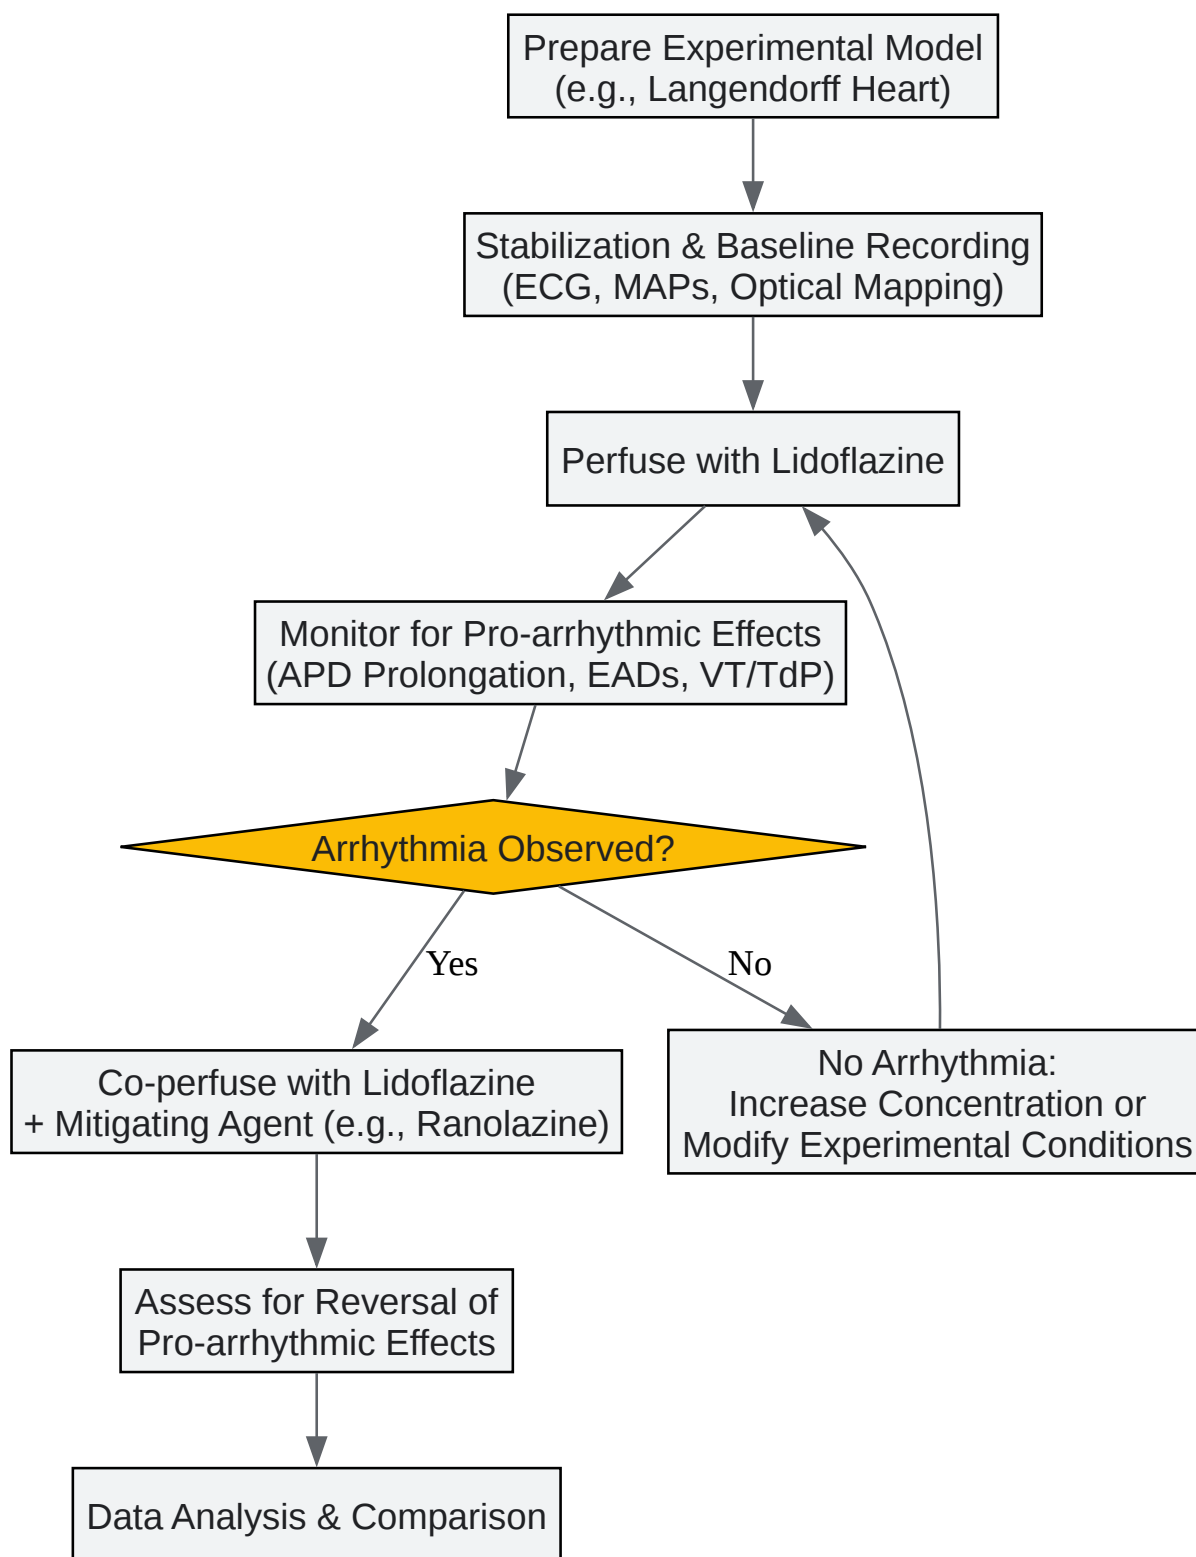 Prepare Experimental Model
(e.g., Langendorff Heart)
Stabilization & Baseline Recording
(ECG, MAPs, Optical Mapping)
Perfuse with Lidoflazine
Monitor for Pro-arrhythmic Effects
(APD Prolongation, EADs, VT/TdP)
Arrhythmia Observed?
Yes
No
Co-perfuse with Lidoflazine
+ Mitigating Agent (e.g., Ranolazine)
No Arrhythmia:
Increase Concentration or
Modify Experimental Conditions
Assess for Reversal of
Pro-arrhythmic Effects
Data Analysis & Comparison